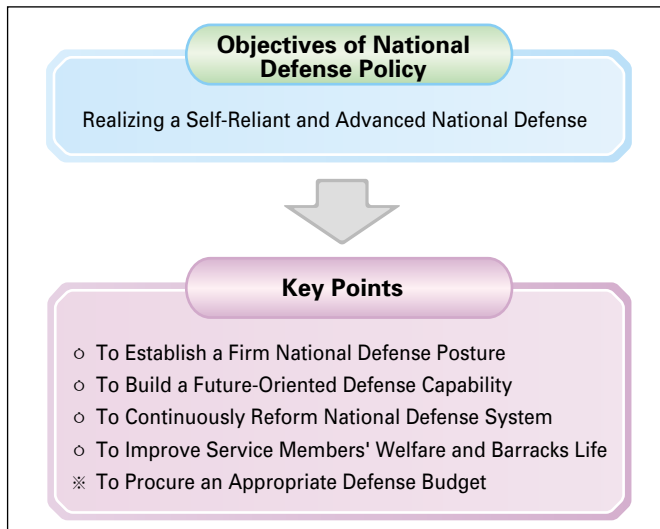 Objectives of National
Defense Policy
Realizing a Self-Reliant and Advanced National Defense
Key Points
○ To Establish a Firm National Defense Posture
○ To Build a Future-Oriented Defense Capability
○ To Continuously Reform National Defense System
○ To Improve Service Members' Welfare and Barracks Life
※ To Procure an Appropriate Defense Budget